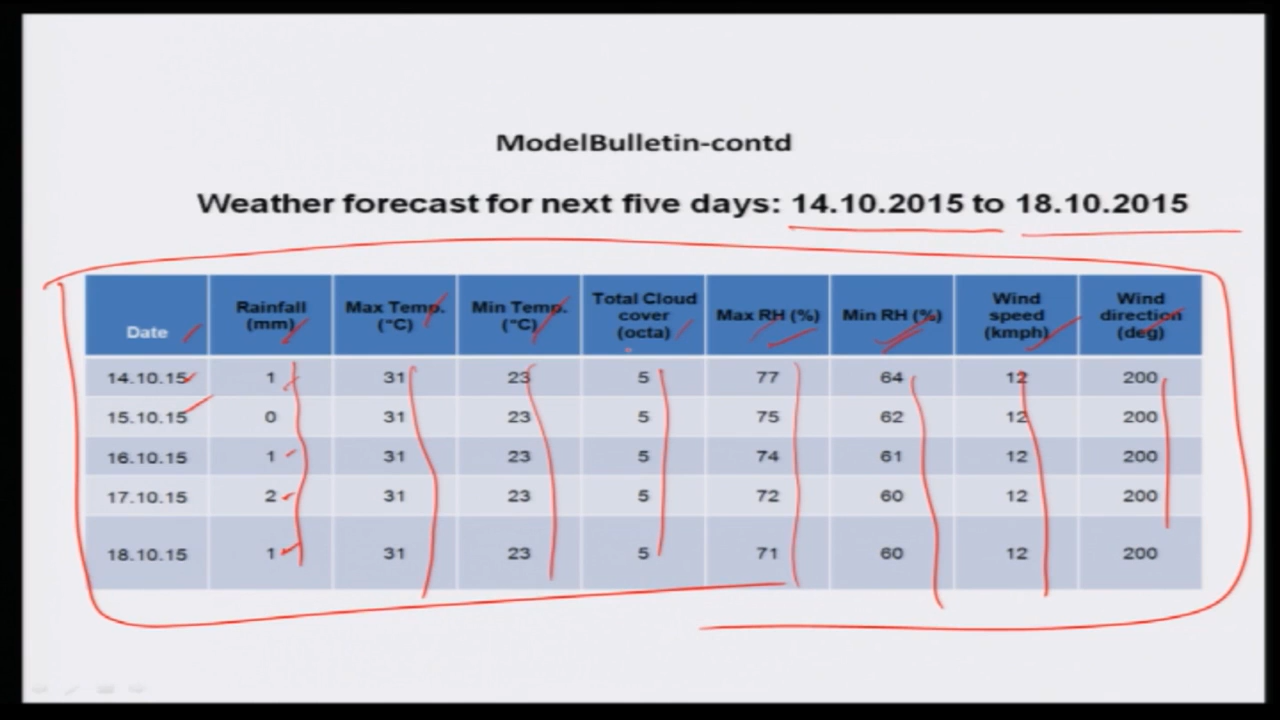 ModelBulletin-contd
Weather forecast for next five days: 14.10.2015 to 18.10.2015
Date Rainfall (mm) Max Temp. (°C) Min Temp. (°C) Total Cloud cover (octa) Max RH (%) Min RH (%) Wind speed (kmph) Wind direction (deg)
14.10.15 1 31 23 5 77 64 12 200
15.10.15 0 31 23 5 75 62 12 200
16.10.15 1 31 23 5 74 61 12 200
17.10.15 2 31 23 5 72 60 12 200
18.10.15 1 31 23 5 71 60 12 200